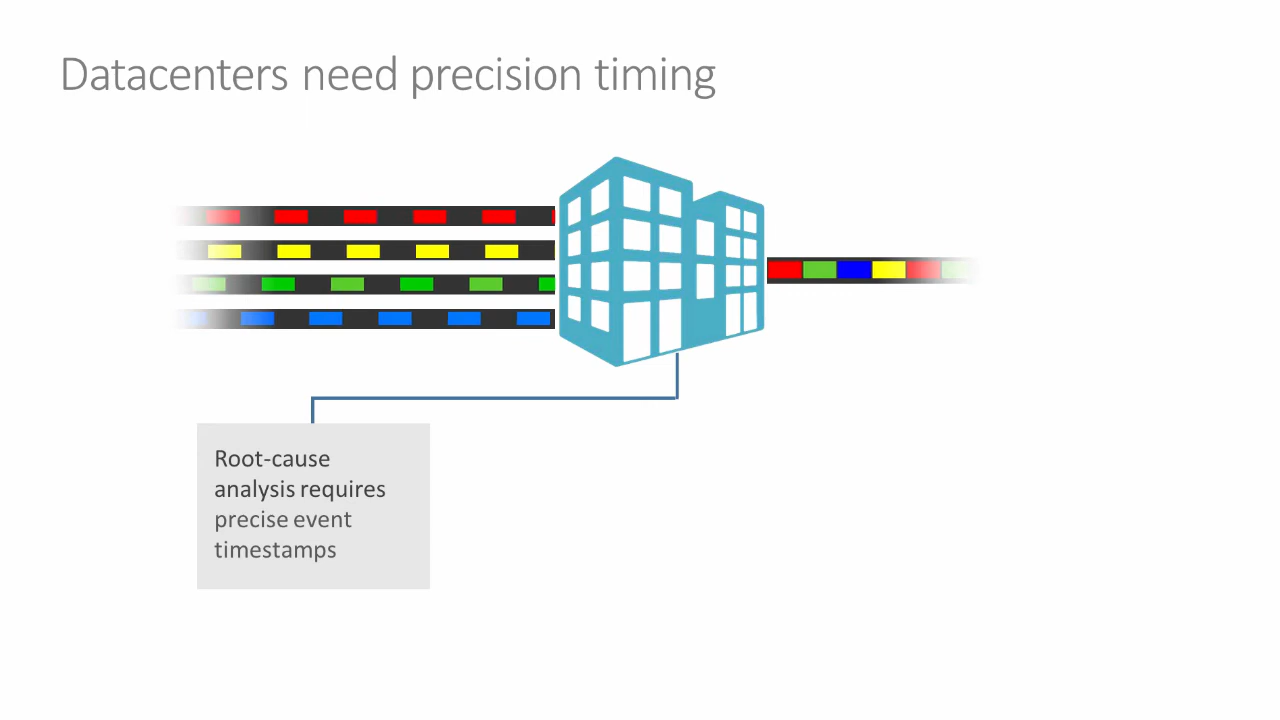 Datacenters need precision timing
Root-cause
analysis requires
precise event
timestamps